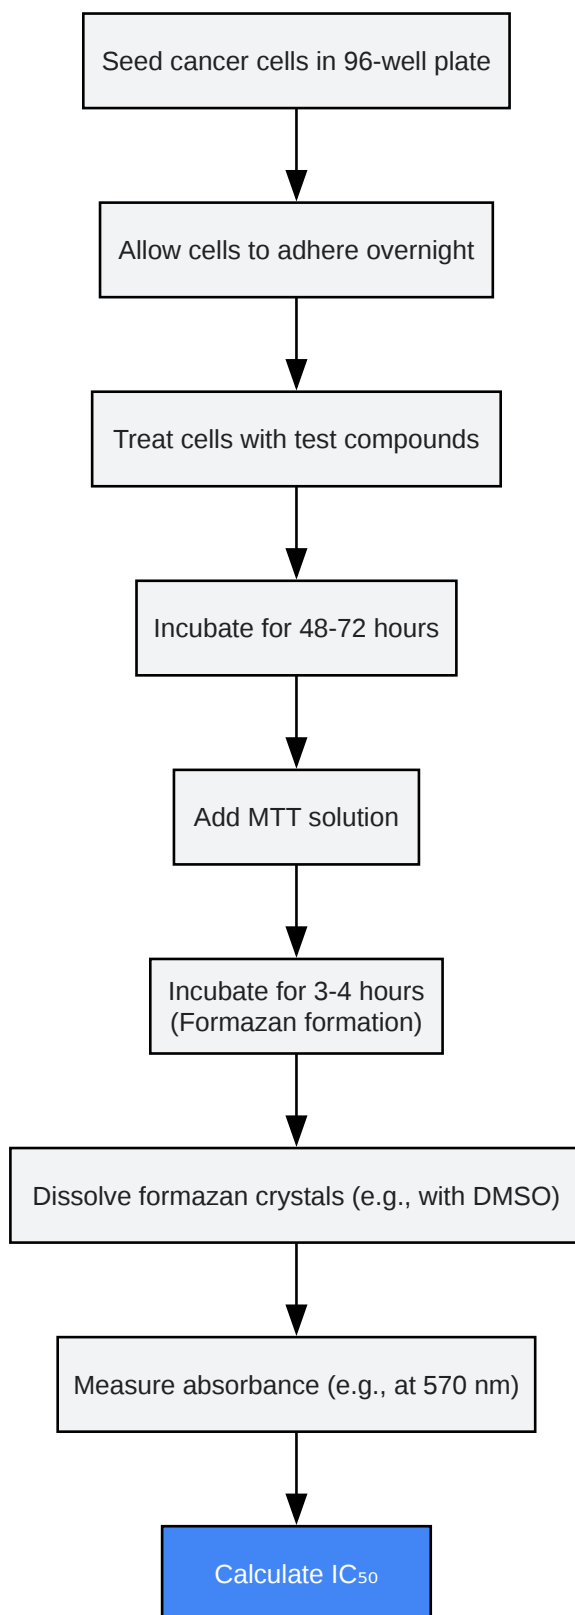 Seed cancer cells in 96-well plate
Allow cells to adhere overnight
Treat cells with test compounds
Incubate for 48-72 hours
Add MTT solution
Incubate for 3-4 hours
(Formazan formation)
Dissolve formazan crystals (e.g., with DMSO)
Measure absorbance (e.g., at 570 nm)
Calculate IC₅₀